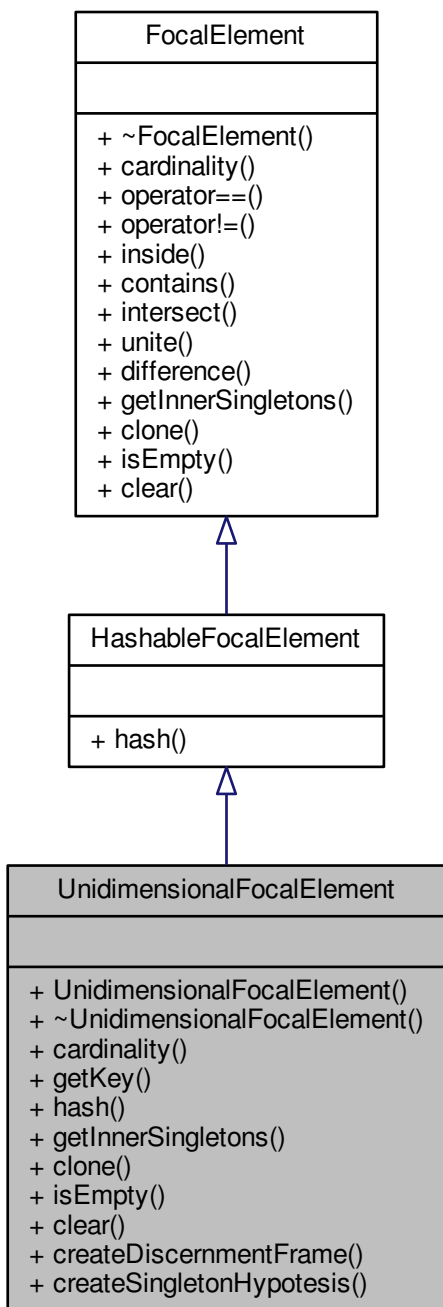 FocalElement
+ ~FocalElement()
+ cardinality()
+ operator==()
+ operator!=()
+ inside()
+ contains()
+ intersect()
+ unite()
+ difference()
+ getInnerSingletons()
+ clone()
+ isEmpty()
+ clear()
HashableFocalElement
+ hash()
UnidimensionalFocalElement
+ UnidimensionalFocalElement()
+ ~UnidimensionalFocalElement()
+ cardinality()
+ getKey()
+ hash()
+ getInnerSingletons()
+ clone()
+ isEmpty()
+ clear()
+ createDiscernmentFrame()
+ createSingletonHypotesis()